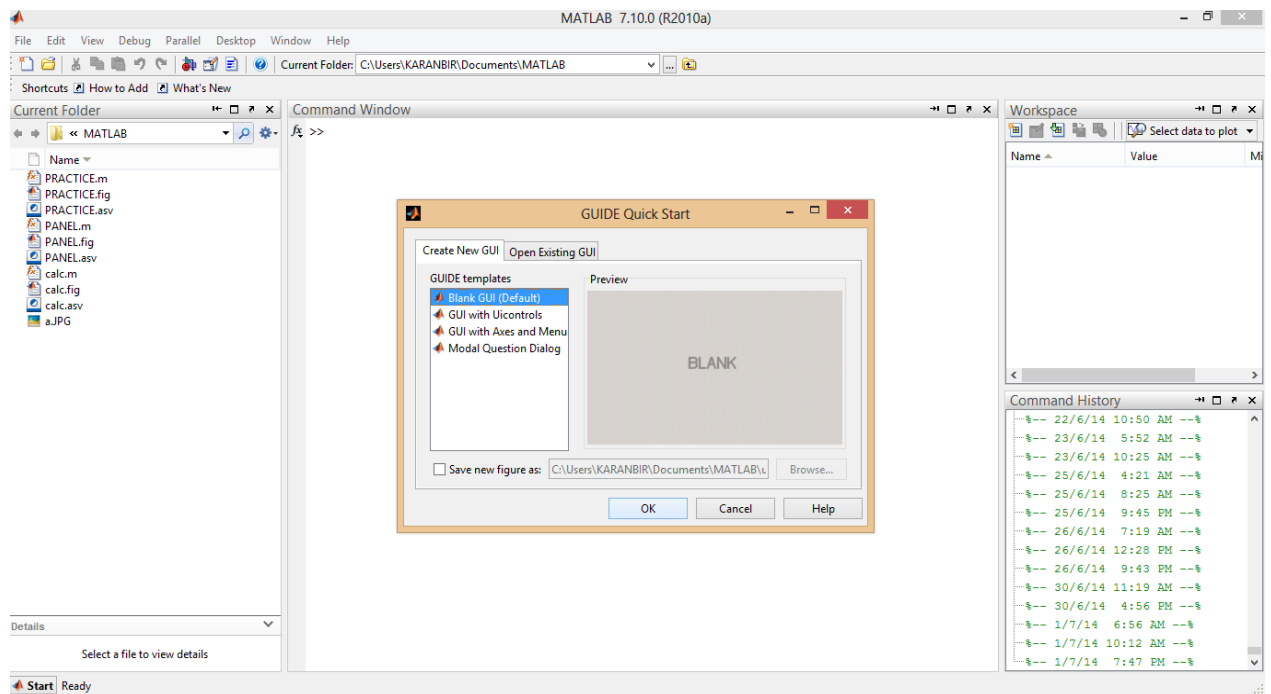 MATLAB 7.10.0 (R2010a)
File Edit View Debug Parallel Desktop Window Help
Current Folder: C:\Users\KARANBIR\Documents\MATLAB
Shortcuts How to Add What's New
Current Folder
« MATLAB
Name
PRACTICE.m
PRACTICE.fig
PRACTICE.asv
PANEL.m
PANEL.fig
PANEL.asv
calc.m
calc.fig
calc.asv
a.JPG
Details
Select a file to view details
Command Window
fx >>
GUIDE Quick Start
Create New GUI Open Existing GUI
GUIDE templates
Blank GUI (Default)
GUI with Uicontrols
GUI with Axes and Menu
Modal Question Dialog
Preview
BLANK
Save new figure as: C:\Users\KARANBIR\Documents\MATLAB\u Browse...
OK Cancel Help
Workspace
Select data to plot
Name Value Mi
Command History
%-- 22/6/14 10:50 AM --%
%-- 23/6/14 5:52 AM --%
%-- 23/6/14 10:25 AM --%
%-- 25/6/14 4:21 AM --%
%-- 25/6/14 8:25 AM --%
%-- 25/6/14 9:45 PM --%
%-- 26/6/14 7:19 AM --%
%-- 26/6/14 12:28 PM --%
%-- 26/6/14 9:43 PM --%
%-- 30/6/14 11:19 AM --%
%-- 30/6/14 4:56 PM --%
%-- 1/7/14 6:56 AM --%
%-- 1/7/14 10:12 AM --%
%-- 1/7/14 7:47 PM --%
Start Ready